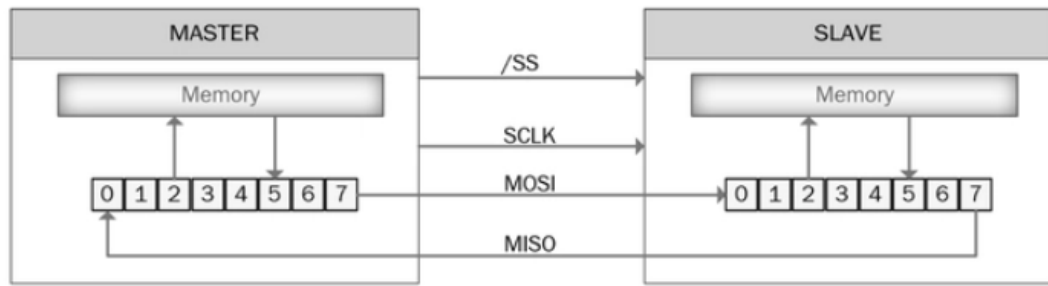 MASTER
SLAVE
/SS
Memory
Memory
SCLK
0 1 2 3 4 5 6 7
MOSI
0 1 2 3 4 5 6 7
MISO